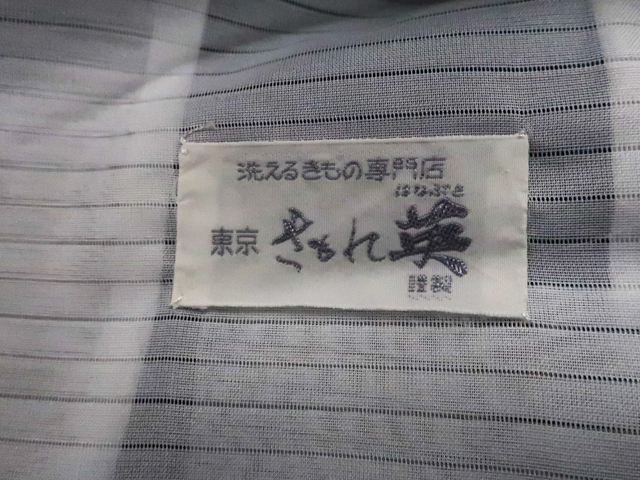 洗えるきもの専門店
はなぶさ
東京 きもの英
謹製